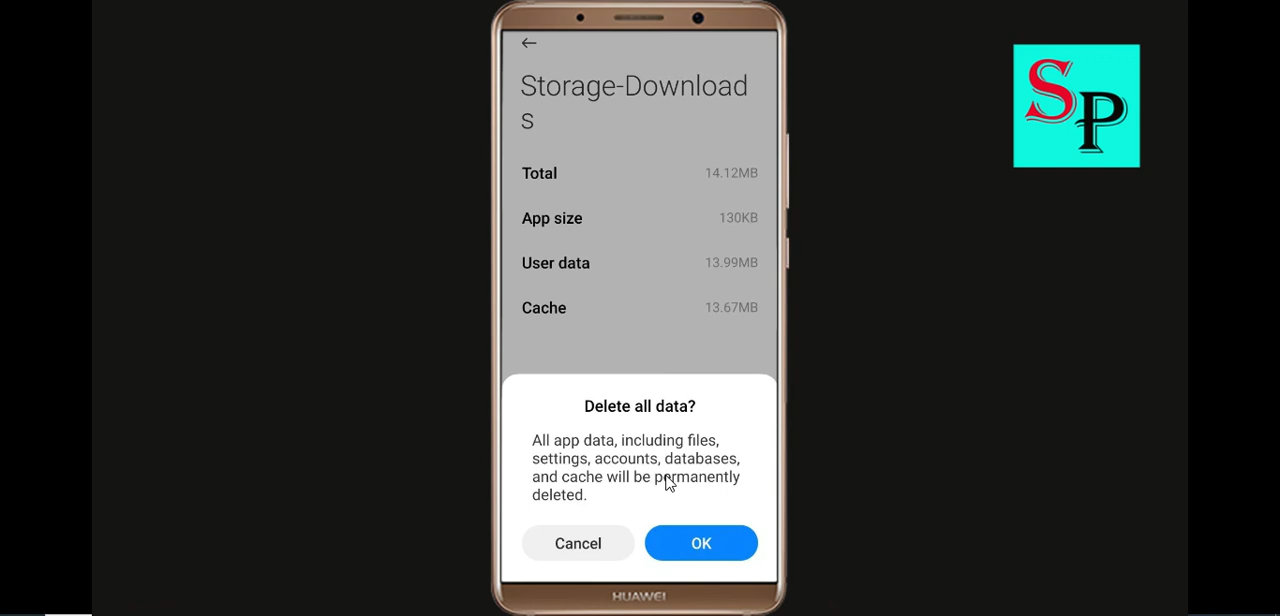 Storage-Download
s
Total 14.12MB
App size 130KB
User data 13.99MB
Cache 13.67MB
Delete all data?
All app data, including files,
settings, accounts, databases,
and cache will be permanently
deleted.
Cancel OK
HUAWEI
SP